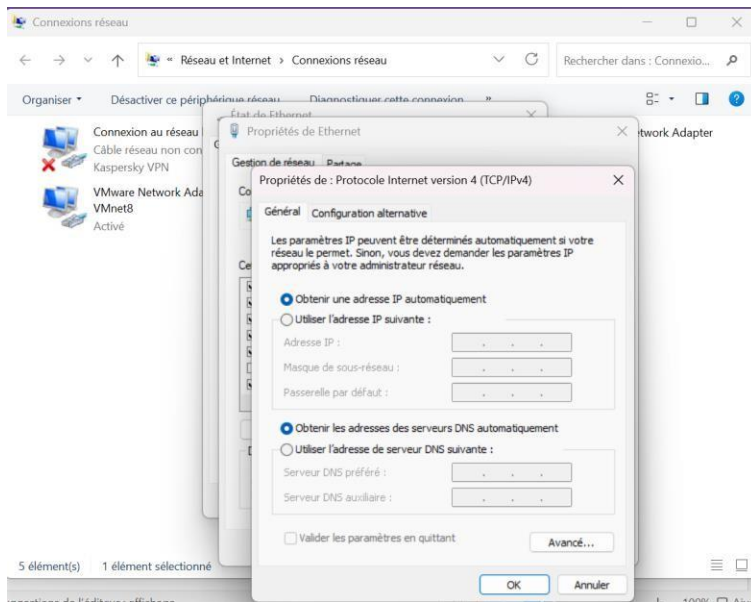 Connexions réseau
« Réseau et Internet > Connexions réseau
Rechercher dans : Connexio...
Organiser
Désactiver ce périphérique réseau
Diagnostiquer cette connexion
»
Connexion au réseau
Câble réseau non con
Kaspersky VPN
VMware Network Ada
VMnet8
Activé
twork Adapter
État de Ethernet
Propriétés de Ethernet
Gestion de réseau
Partage
Co
Ce
Propriétés de : Protocole Internet version 4 (TCP/IPv4)
Général
Configuration alternative
Les paramètres IP peuvent être déterminés automatiquement si votre
réseau le permet. Sinon, vous devez demander les paramètres IP
appropriés à votre administrateur réseau.
Obtenir une adresse IP automatiquement
Utiliser l'adresse IP suivante :
Adresse IP :
Masque de sous-réseau :
Passerelle par défaut :
Obtenir les adresses des serveurs DNS automatiquement
Utiliser l'adresse de serveur DNS suivante :
Serveur DNS préféré :
Serveur DNS auxiliaire :
Valider les paramètres en quittant
Avancé...
OK
Annuler
5 élément(s)
1 élément sélectionné